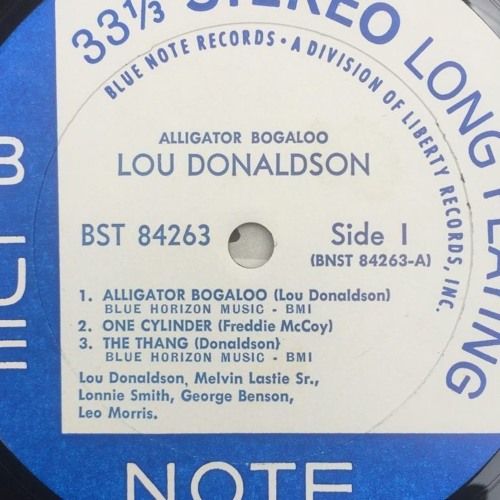 33⅓ STEREO LONG PLAYING
BLUE NOTE RECORDS • A DIVISION OF LIBERTY RECORDS, INC.
ALLIGATOR BOGALOO
LOU DONALDSON
BST 84263
Side 1
(BNST 84263-A)
1. ALLIGATOR BOGALOO (Lou Donaldson)
BLUE HORIZON MUSIC - BMI
2. ONE CYLINDER (Freddie McCoy)
3. THE THANG (Donaldson)
BLUE HORIZON MUSIC - BMI
Lou Donaldson, Melvin Lastie Sr.,
Lonnie Smith, George Benson,
Leo Morris.
NOTE